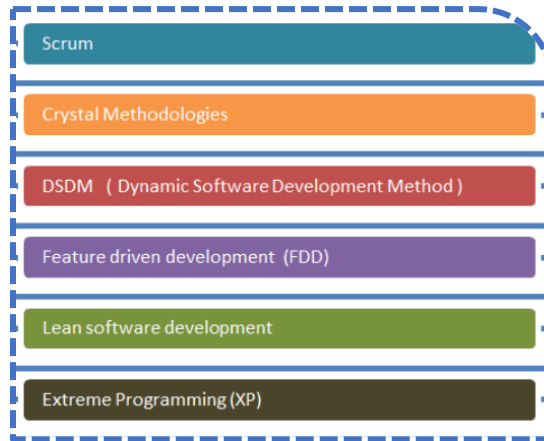 Scrum
Crystal Methodologies
DSDM ( Dynamic Software Development Method )
Feature driven development (FDD)
Lean software development
Extreme Programming (XP)